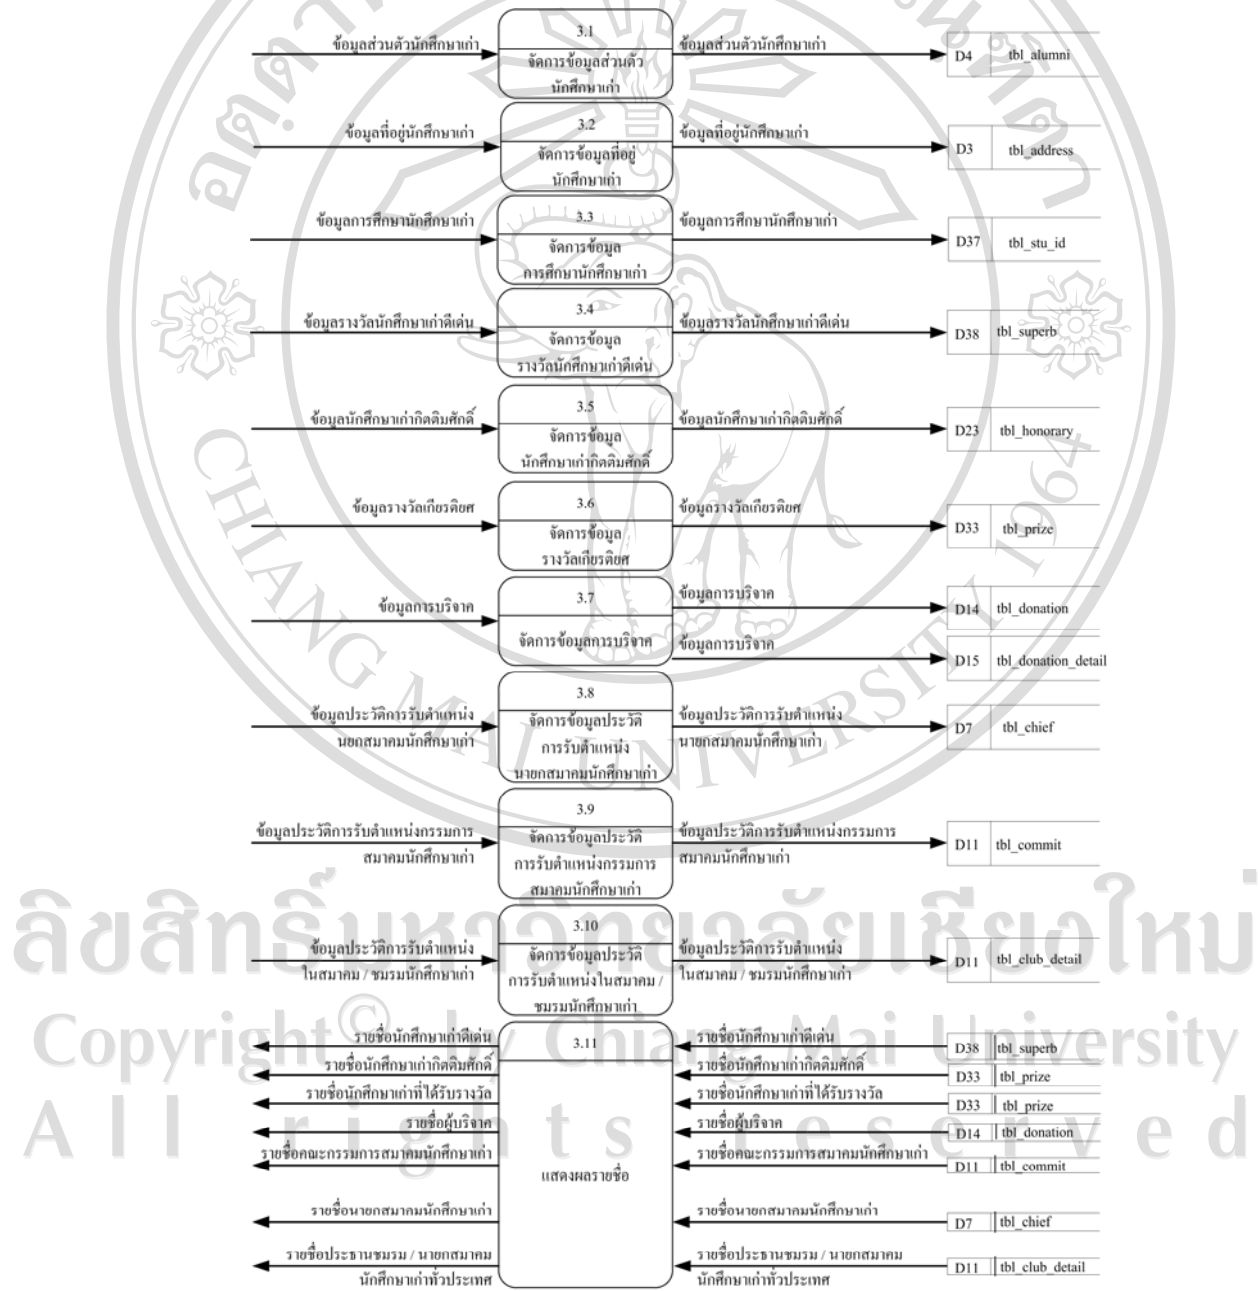 ข้อมูลส่วนตัวนักศึกษาเก่า
3.1
จัดการข้อมูลส่วนตัว
นักศึกษาเก่า
ข้อมูลส่วนตัวนักศึกษาเก่า
D4 tbl_alumni
ข้อมูลที่อยู่นักศึกษาเก่า
3.2
จัดการข้อมูลที่อยู่
นักศึกษาเก่า
ข้อมูลที่อยู่นักศึกษาเก่า
D3 tbl_address
ข้อมูลการศึกษานักศึกษาเก่า
3.3
จัดการข้อมูล
การศึกษานักศึกษาเก่า
ข้อมูลการศึกษานักศึกษาเก่า
D37 tbl_stu_id
ข้อมูลรางวัลนักศึกษาเก่าดีเด่น
3.4
จัดการข้อมูล
รางวัลนักศึกษาเก่าดีเด่น
ข้อมูลรางวัลนักศึกษาเก่าดีเด่น
D38 tbl_superb
ข้อมูลนักศึกษาเก่ากิตติมศักดิ์
3.5
จัดการข้อมูล
นักศึกษาเก่ากิตติมศักดิ์
ข้อมูลนักศึกษาเก่ากิตติมศักดิ์
D23 tbl_honorary
ข้อมูลรางวัลเกียรติยศ
3.6
จัดการข้อมูล
รางวัลเกียรติยศ
ข้อมูลรางวัลเกียรติยศ
D33 tbl_prize
ข้อมูลการบริจาค
3.7
จัดการข้อมูลการบริจาค
ข้อมูลการบริจาค
D14 tbl_donation
ข้อมูลการบริจาค
D15 tbl_donation_detail
ข้อมูลประวัติการรับตำแหน่ง
นยกสมาคมนักศึกษาเก่า
3.8
จัดการข้อมูลประวัติ
การรับตำแหน่ง
นายกสมาคมนักศึกษาเก่า
ข้อมูลประวัติการรับตำแหน่ง
นายกสมาคมนักศึกษาเก่า
D7 tbl_chief
ข้อมูลประวัติการรับตำแหน่งกรรมการ
สมาคมนักศึกษาเก่า
3.9
จัดการข้อมูลประวัติ
การรับตำแหน่งกรรมการ
สมาคมนักศึกษาเก่า
ข้อมูลประวัติการรับตำแหน่งกรรมการ
สมาคมนักศึกษาเก่า
D11 tbl_commit
ข้อมูลประวัติการรับตำแหน่ง
ในสมาคม / ชมรมนักศึกษาเก่า
3.10
จัดการข้อมูลประวัติ
การรับตำแหน่งในสมาคม /
ชมรมนักศึกษาเก่า
ข้อมูลประวัติการรับตำแหน่ง
ในสมาคม / ชมรมนักศึกษาเก่า
D11 tbl_club_detail
3.11
แสดงผลรายชื่อ
รายชื่อนักศึกษาเก่าดีเด่น
รายชื่อนักศึกษาเก่าดีเด่น
D38 tbl_superb
รายชื่อนักศึกษาเก่ากิตติมศักดิ์
รายชื่อนักศึกษาเก่ากิตติมศักดิ์
D33 tbl_prize
รายชื่อนักศึกษาเก่าที่ได้รับรางวัล
รายชื่อนักศึกษาเก่าที่ได้รับรางวัล
D33 tbl_prize
รายชื่อผู้บริจาค
รายชื่อผู้บริจาค
D14 tbl_donation
รายชื่อคณะกรรมการสมาคมนักศึกษาเก่า
รายชื่อคณะกรรมการสมาคมนักศึกษาเก่า
D11 tbl_commit
รายชื่อนายกสมาคมนักศึกษาเก่า
รายชื่อนายกสมาคมนักศึกษาเก่า
D7 tbl_chief
รายชื่อประธานชมรม / นายกสมาคม
นักศึกษาเก่าทั่วประเทศ
รายชื่อประธานชมรม / นายกสมาคม
นักศึกษาเก่าทั่วประเทศ
D11 tbl_club_detail
CHIANG MAI UNIVERSITY 1964
ลิขสิทธิ์มหาวิทยาลัยเชียงใหม่
Copyright© by Chiang Mai University
All rights reserved